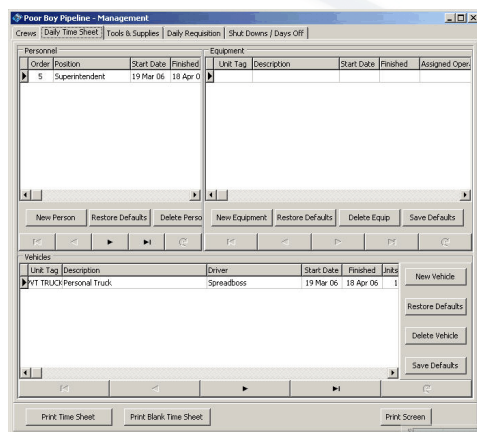 Poor Boy Pipeline - Management
Crews Daily Time Sheet Tools & Supplies Daily Requisition Shut Downs / Days Off
Personnel
Order Position Start Date Finished
5 Superintendent 19 Mar 06 18 Apr 0
New Person Restore Defaults Delete Perso
Equipment
Unit Tag Description Start Date Finished Assigned Opera
New Equipment Restore Defaults Delete Equip Save Defaults
Vehicles
Unit Tag Description Driver Start Date Finished Units
VT TRUCK Personal Truck Spreadboss 19 Mar 06 18 Apr 06 1
New Vehicle
Restore Defaults
Delete Vehicle
Save Defaults
Print Time Sheet Print Blank Time Sheet Print Screen